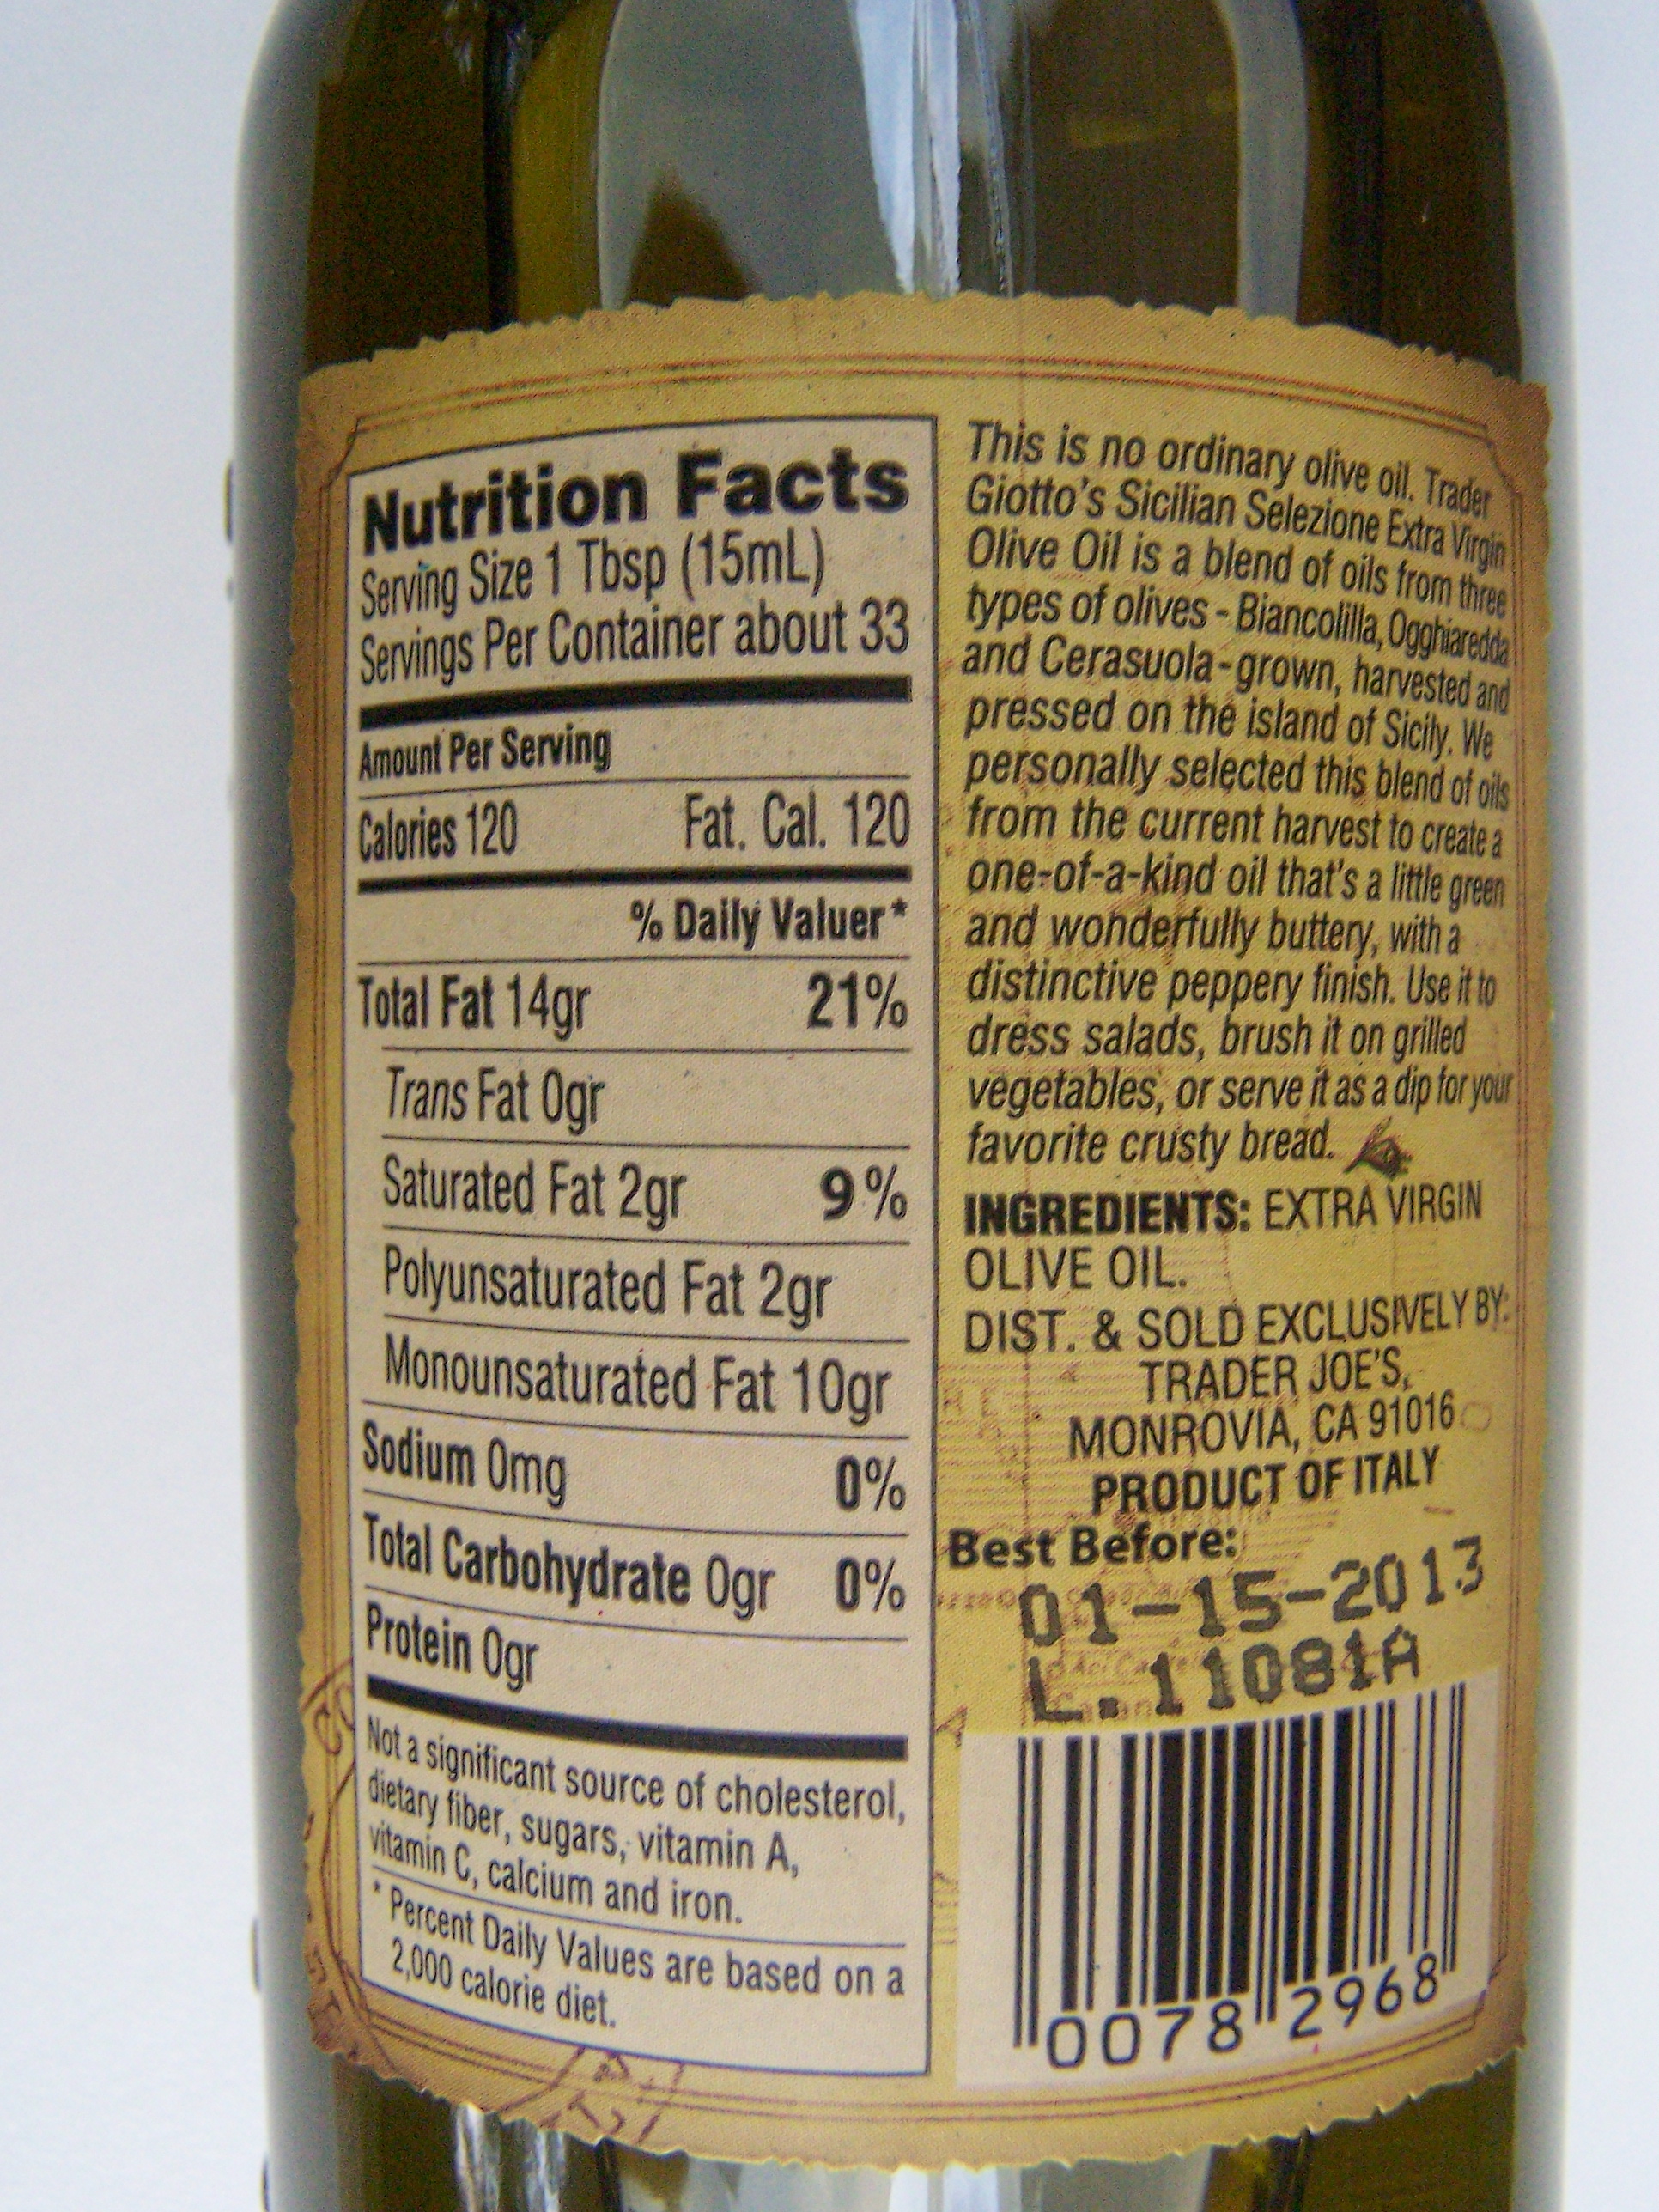 Nutrition Facts
Serving Size 1 Tbsp (15mL)
Servings Per Container about 33
Amount Per Serving
Calories 120 Fat. Cal. 120
% Daily Valuer*
Total Fat 14gr 21%
Trans Fat 0gr
Saturated Fat 2gr 9%
Polyunsaturated Fat 2gr
Monounsaturated Fat 10gr
Sodium 0mg 0%
Total Carbohydrate 0gr 0%
Protein 0gr
Not a significant source of cholesterol,
dietary fiber, sugars, vitamin A,
vitamin C, calcium and iron.
* Percent Daily Values are based on a
2,000 calorie diet.
This is no ordinary olive oil. Trader
Giotto's Sicilian Selezione Extra Virgin
Olive Oil is a blend of oils from three
types of olives - Biancolilla, Ogghiaredda
and Cerasuola - grown, harvested and
pressed on the island of Sicily. We
personally selected this blend of oils
from the current harvest to create a
one-of-a-kind oil that's a little green
and wonderfully buttery, with a
distinctive peppery finish. Use it to
dress salads, brush it on grilled
vegetables, or serve it as a dip for your
favorite crusty bread.
INGREDIENTS: EXTRA VIRGIN
OLIVE OIL.
DIST. & SOLD EXCLUSIVELY BY:
TRADER JOE'S,
MONROVIA, CA 91016
PRODUCT OF ITALY
Best Before:
01-15-2013
L.11081A
0078 2968